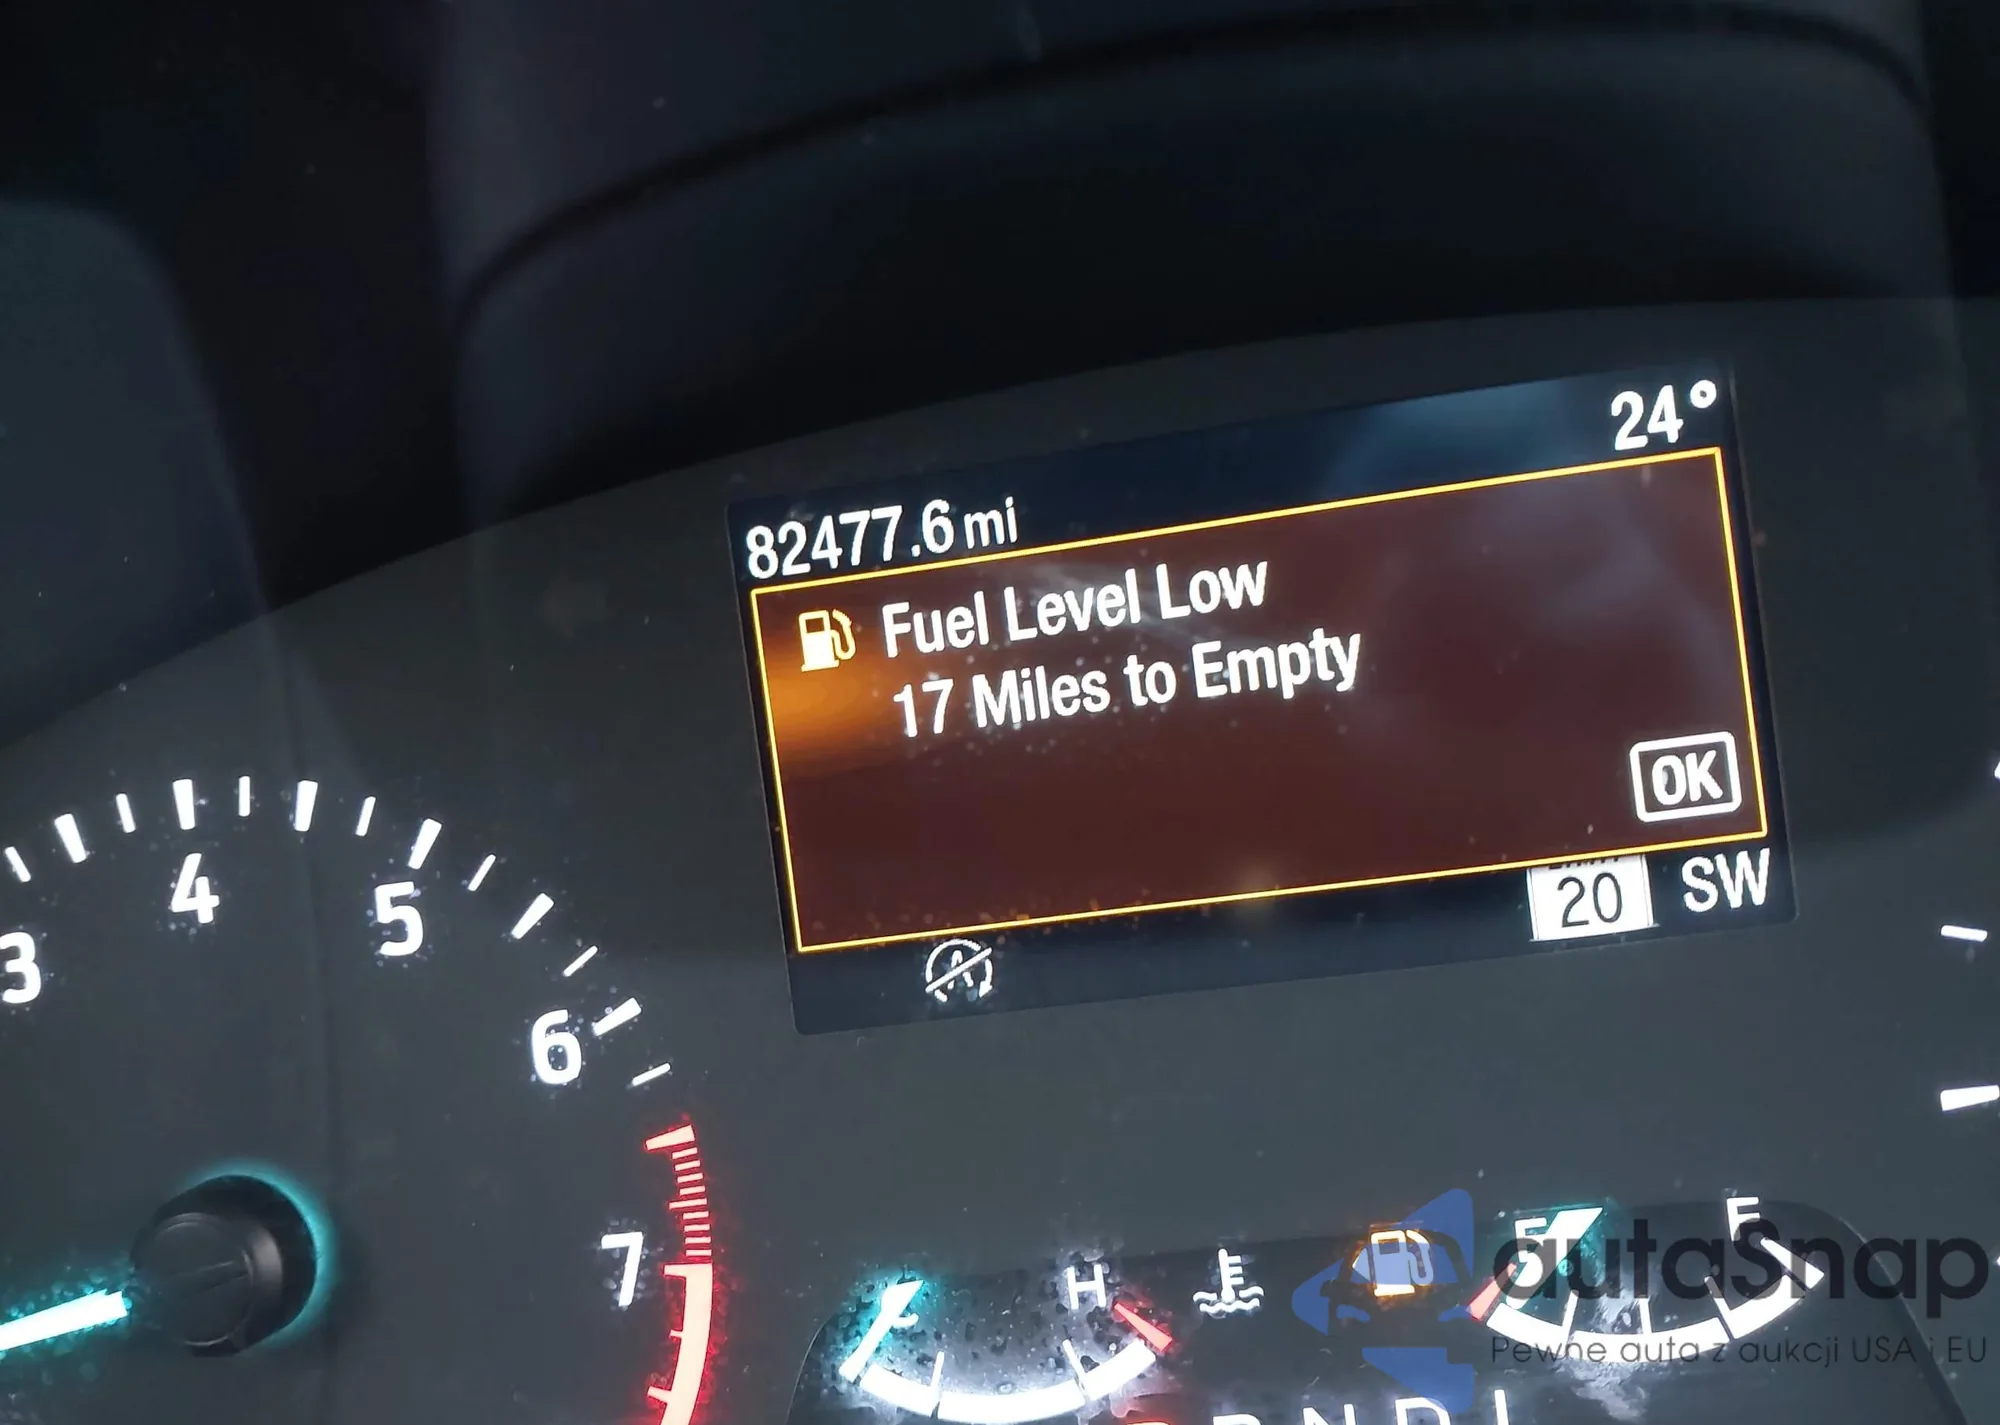 24°
82477.6 mi
Fuel Level Low
17 Miles to Empty
OK
20 SW
A
3 4 5 6 7
H
E F
autaSnap
Pewne auta z aukcji USA i EU